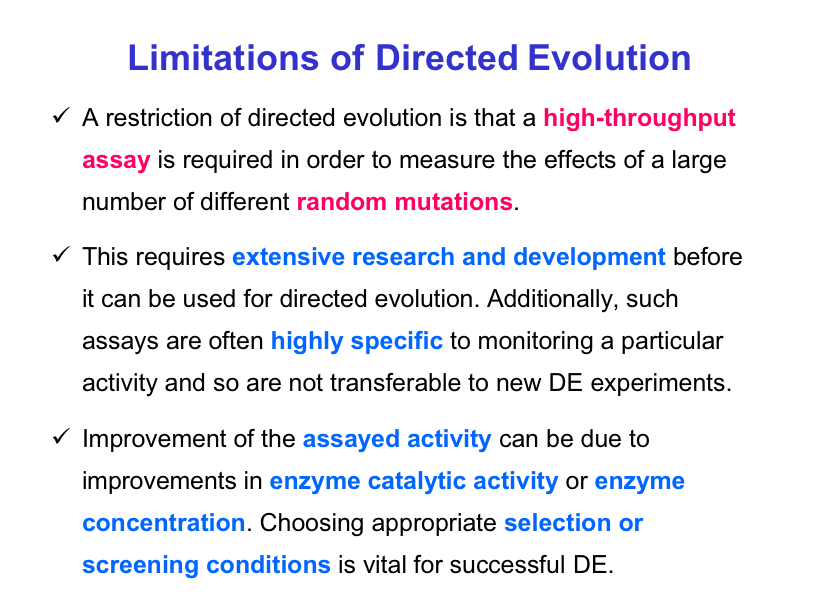 Limitations of Directed Evolution
✓ A restriction of directed evolution is that a high-throughput
assay is required in order to measure the effects of a large
number of different random mutations.
✓ This requires extensive research and development before
it can be used for directed evolution. Additionally, such
assays are often highly specific to monitoring a particular
activity and so are not transferable to new DE experiments.
✓ Improvement of the assayed activity can be due to
improvements in enzyme catalytic activity or enzyme
concentration. Choosing appropriate selection or
screening conditions is vital for successful DE.